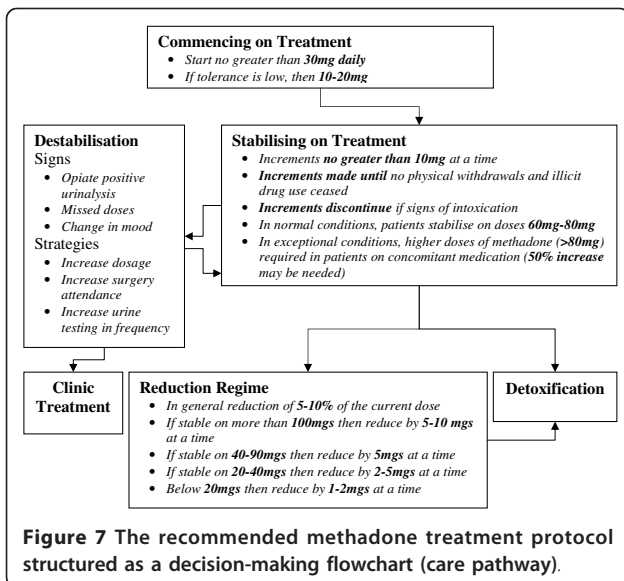 Commencing on Treatment
• Start no greater than 30mg daily
• If tolerance is low, then 10-20mg
Destabilisation
Signs
• Opiate positive
urinalysis
• Missed doses
• Change in mood
Strategies
• Increase dosage
• Increase surgery
attendance
• Increase urine
testing in frequency
Stabilising on Treatment
• Increments no greater than 10mg at a time
• Increments made until no physical withdrawals and illicit
drug use ceased
• Increments discontinue if signs of intoxication
• In normal conditions, patients stabilise on doses 60mg-80mg
• In exceptional conditions, higher doses of methadone (>80mg)
required in patients on concomitant medication (50% increase
may be needed)
Clinic
Treatment
Reduction Regime
• In general reduction of 5-10% of the current dose
• If stable on more than 100mgs then reduce by 5-10 mgs
at a time
• If stable on 40-90mgs then reduce by 5mgs at a time
• If stable on 20-40mgs then reduce by 2-5mgs at a time
• Below 20mgs then reduce by 1-2mgs at a time
Detoxification
Figure 7 The recommended methadone treatment protocol
structured as a decision-making flowchart (care pathway).